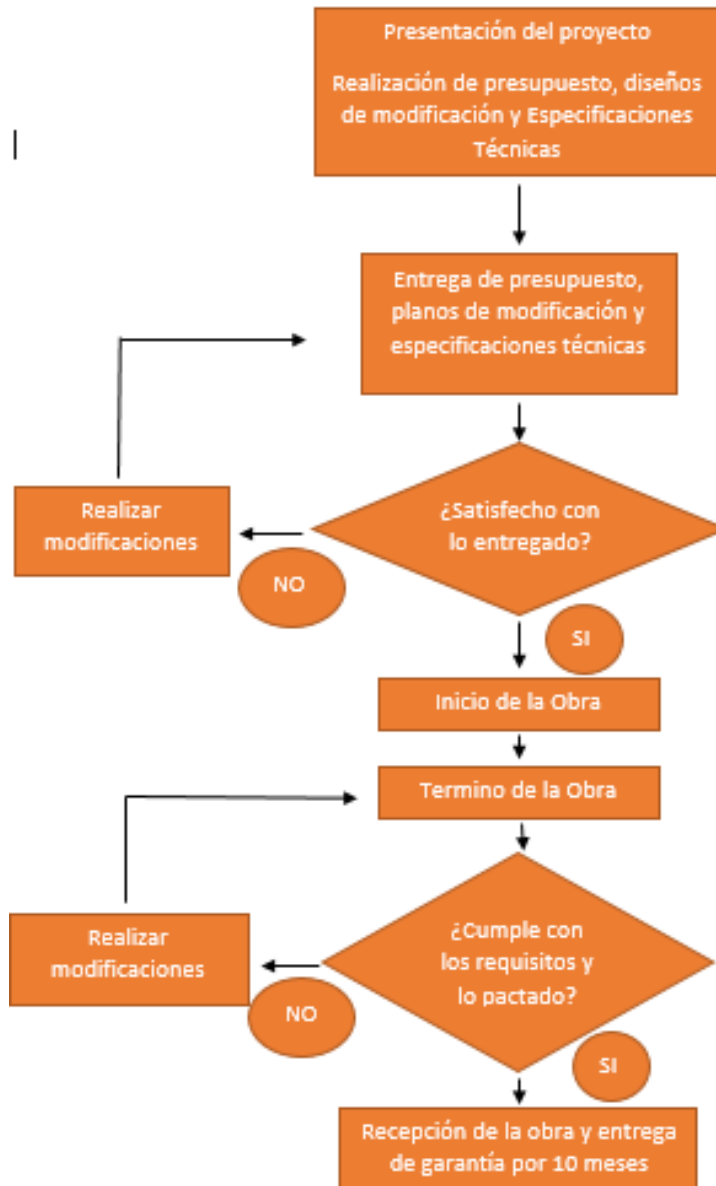 Presentación del proyecto
Realización de presupuesto, diseños
de modificación y Especificaciones
Técnicas
Entrega de presupuesto,
planos de modificación y
especificaciones técnicas
¿Satisfecho con
lo entregado?
Realizar
modificaciones
NO
SI
Inicio de la Obra
Termino de la Obra
¿Cumple con
los requisitos y
lo pactado?
Realizar
modificaciones
NO
SI
Recepción de la obra y entrega
de garantía por 10 meses